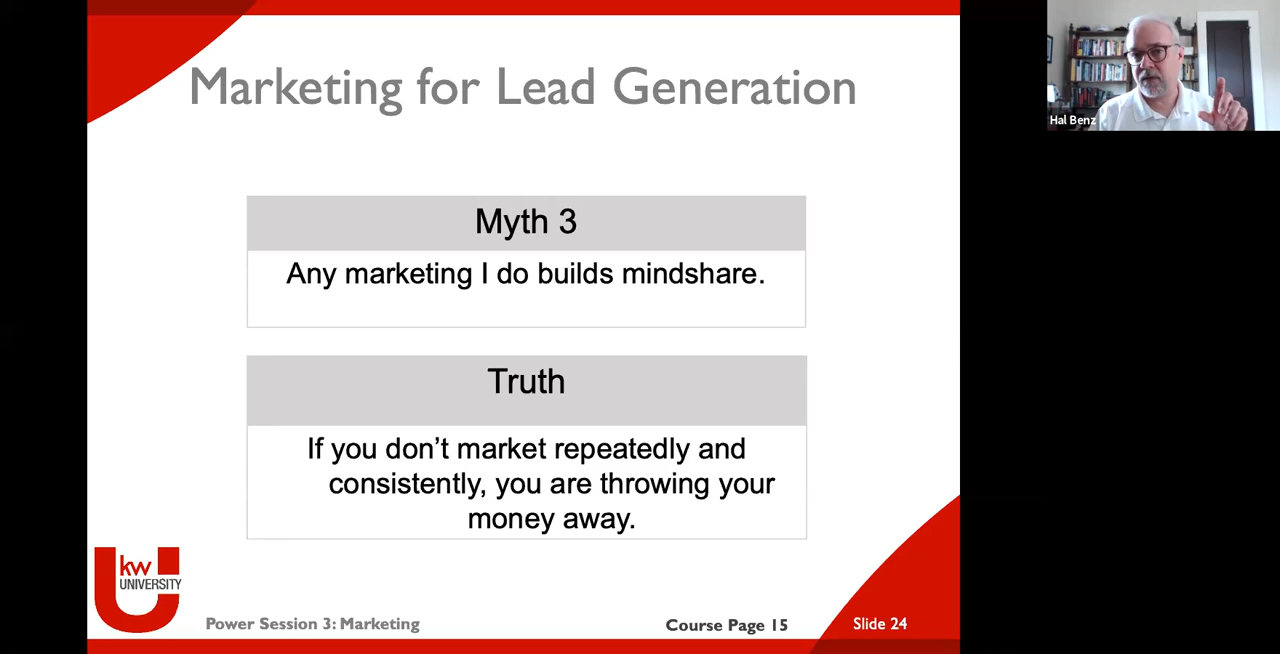 Marketing for Lead Generation
Hal Benz
Myth 3
Any marketing I do builds mindshare.
Truth
If you don’t market repeatedly and
consistently, you are throwing your
money away.
kw
UNIVERSITY
Power Session 3: Marketing
Course Page 15
Slide 24